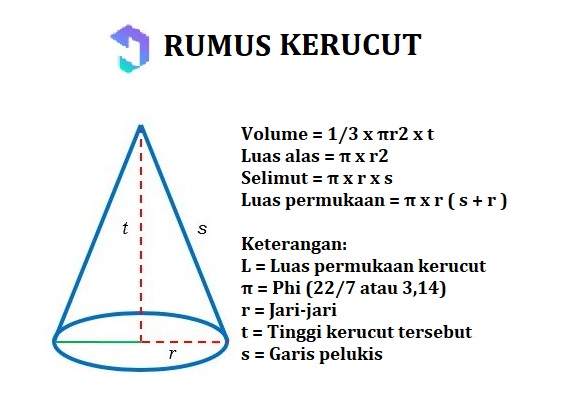 RUMUS KERUCUT
Volume = 1/3 x πr2 x t
Luas alas = π x r2
Selimut = π x r x s
Luas permukaan = π x r ( s + r )
t
s
r
Keterangan:
L = Luas permukaan kerucut
π = Phi (22/7 atau 3,14)
r = Jari-jari
t = Tinggi kerucut tersebut
s = Garis pelukis